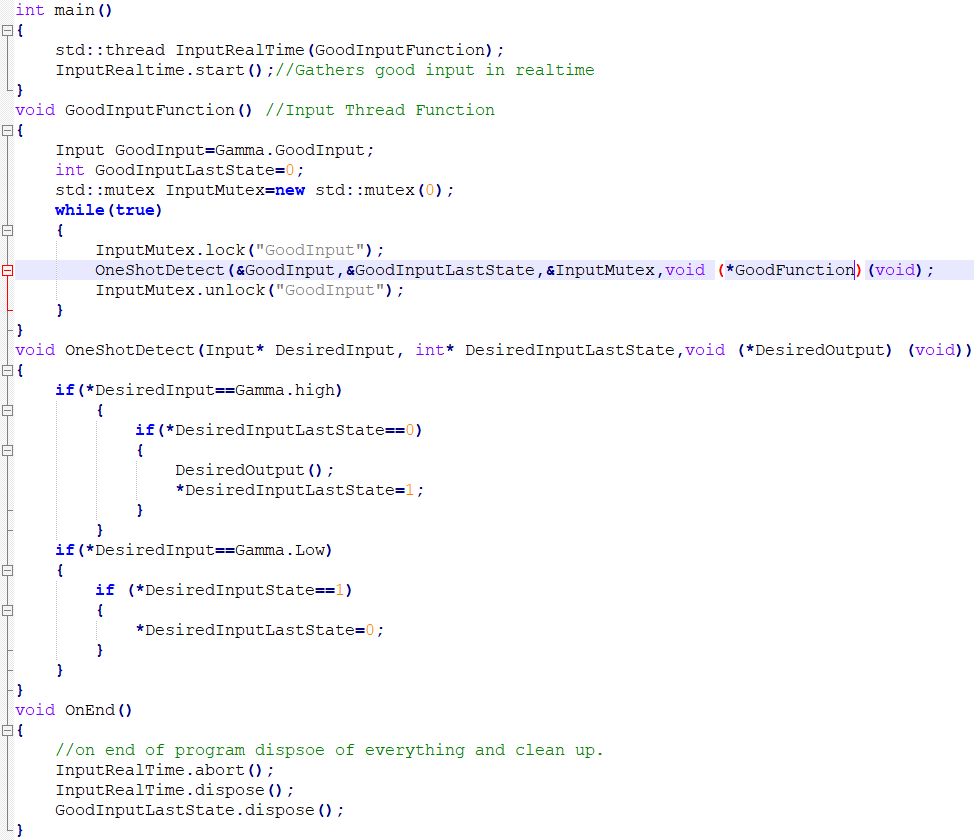 int main()
{
std::thread InputRealTime(GoodInputFunction);
InputRealtime.start();//Gathers good input in realtime
}
void GoodInputFunction() //Input Thread Function
{
Input GoodInput=Gamma.GoodInput;
int GoodInputLastState=0;
std::mutex InputMutex=new std::mutex(0);
while(true)
{
InputMutex.lock("GoodInput");
OneShotDetect(&GoodInput,&GoodInputLastState,&InputMutex,void (*GoodFunction)(void);
InputMutex.unlock("GoodInput");
}
}
void OneShotDetect(Input* DesiredInput, int* DesiredInputLastState,void (*DesiredOutput) (void))
{
if(*DesiredInput==Gamma.high)
{
if(*DesiredInputLastState==0)
{
DesiredOutput();
*DesiredInputLastState=1;
}
}
if(*DesiredInput==Gamma.Low)
{
if (*DesiredInputState==1)
{
*DesiredInputLastState=0;
}
}
}
void OnEnd()
{
//on end of program dispsoe of everything and clean up.
InputRealTime.abort();
InputRealTime.dispose();
GoodInputLastState.dispose();
}